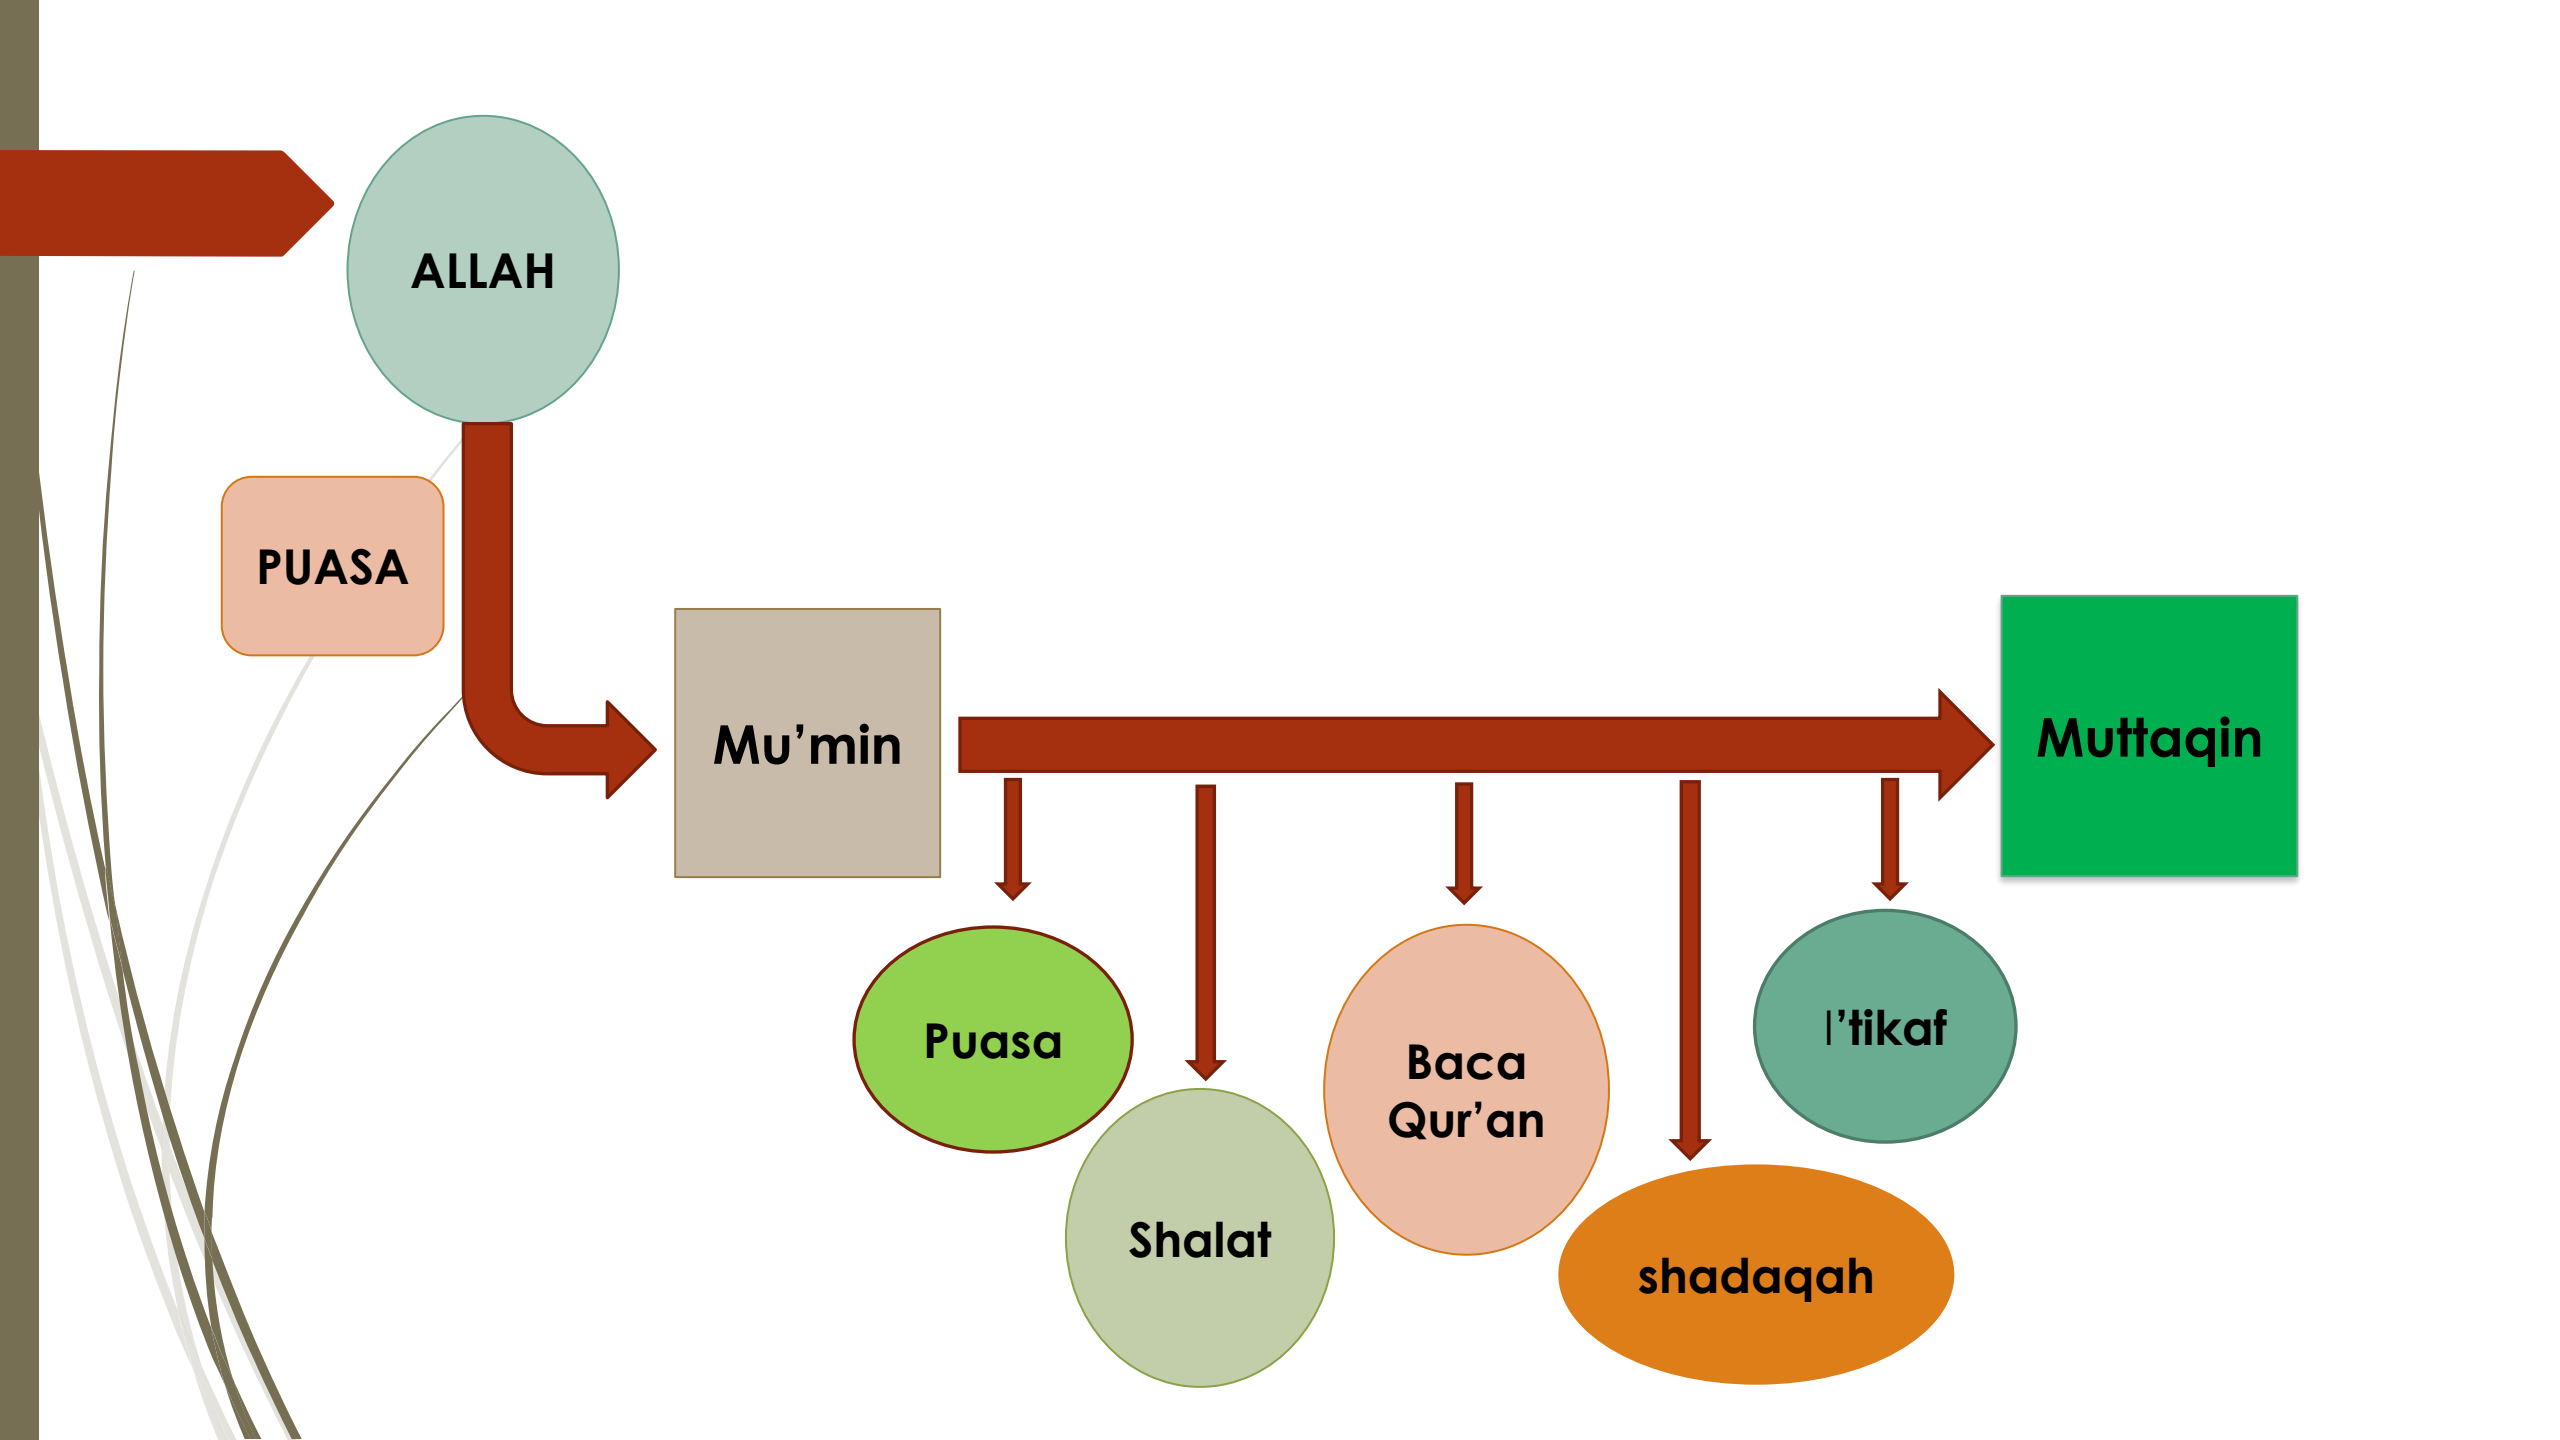 ALLAH
PUASA
Mu’min
Muttaqin
Puasa
Shalat
Baca
Qur’an
shadaqah
I’tikaf